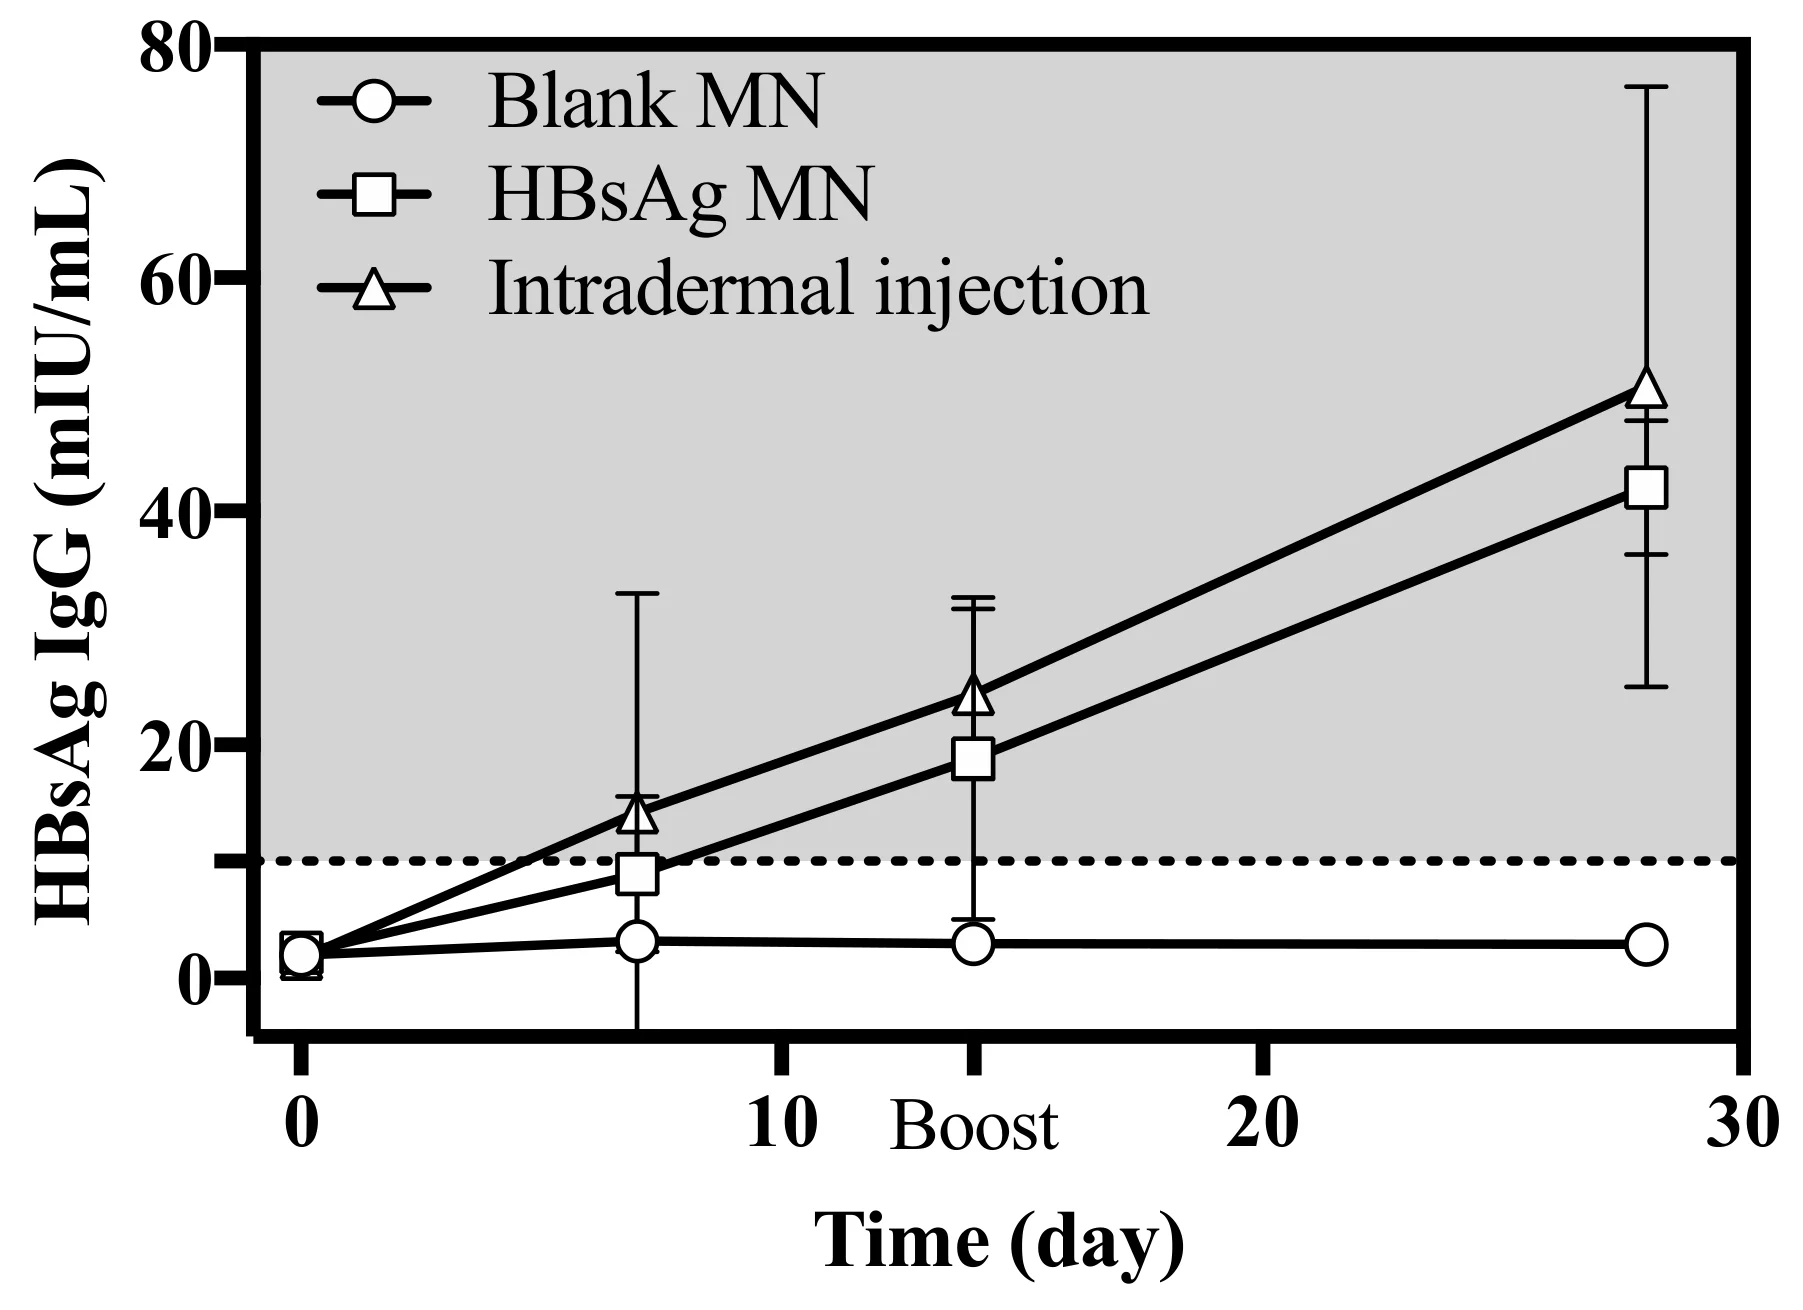 HBsAg IgG (mIU/mL)
80
60
40
20
0
Blank MN
HBsAg MN
Intradermal injection
0 10 Boost 20 30
Time (day)